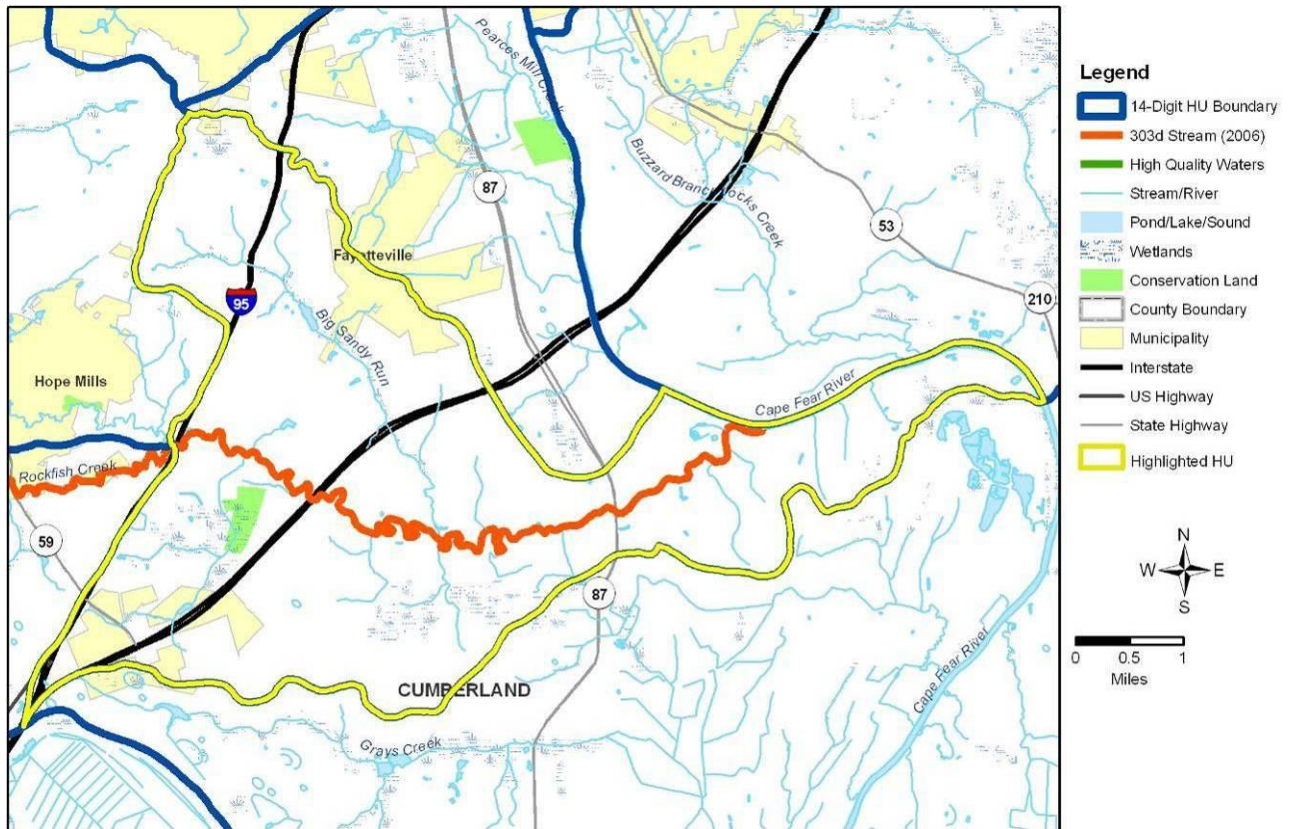 Pearces Mill Creek
Buzzard Branch
Locks Creek
87
53
Fayetteville
210
95
Big Sandy Run
Hope Mills
Cape Fear River
Rockfish Creek
59
87
CUMBERLAND
Cape Fear River
Grays Creek
Legend
14-Digit HU Boundary
303d Stream (2006)
High Quality Waters
Stream/River
Pond/Lake/Sound
Wetlands
Conservation Land
County Boundary
Municipality
Interstate
US Highway
State Highway
Highlighted HU
N
W E
S
0 0.5 1
Miles